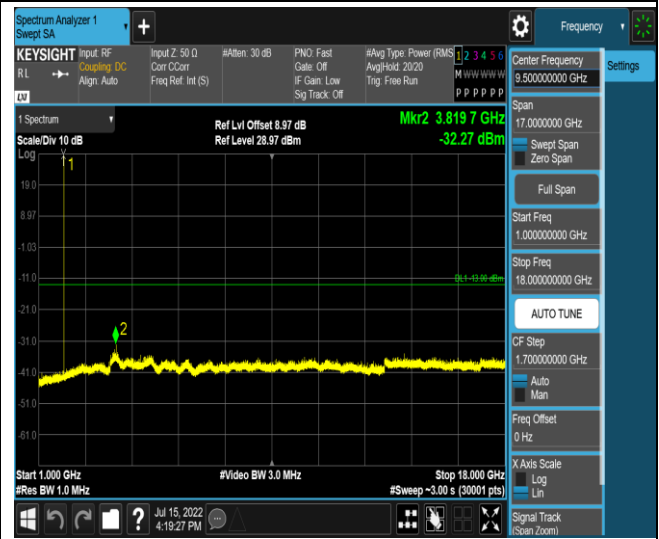 Spectrum Analyzer 1
Swept SA
+
Frequency
KEYSIGHT
Input: RF
Input Z: 50 Ω
#Atten: 30 dB
PNO: Fast
#Avg Type: Power (RMS
1 2 3 4 5 6
RL
Coupling: DC
Corr CCorr
Gate: Off
Avg|Hold: 20/20
M W W W W W
Align: Auto
Freq Ref: Int (S)
IF Gain: Low
Trig: Free Run
Sig Track: Off
P P P P P P
LXI
1 Spectrum
Ref Lvl Offset 8.97 dB
Mkr2 3.819 7 GHz
Scale/Div 10 dB
Ref Level 28.97 dBm
-32.27 dBm
Log
1
19.0
8.97
-1.03
-11.0
DL1 -13.00 dBm
-21.0
2
-31.0
-41.0
-51.0
-61.0
Start 1.000 GHz
#Video BW 3.0 MHz
Stop 18.000 GHz
#Res BW 1.0 MHz
#Sweep ~3.00 s (30001 pts)
?
Jul 15, 2022
4:19:27 PM
Center Frequency
9.500000000 GHz
Settings
Span
17.0000000 GHz
Swept Span
Zero Span
Full Span
Start Freq
1.000000000 GHz
Stop Freq
18.000000000 GHz
AUTO TUNE
CF Step
1.700000000 GHz
Auto
Man
Freq Offset
0 Hz
X Axis Scale
Log
Lin
Signal Track
(Span Zoom)